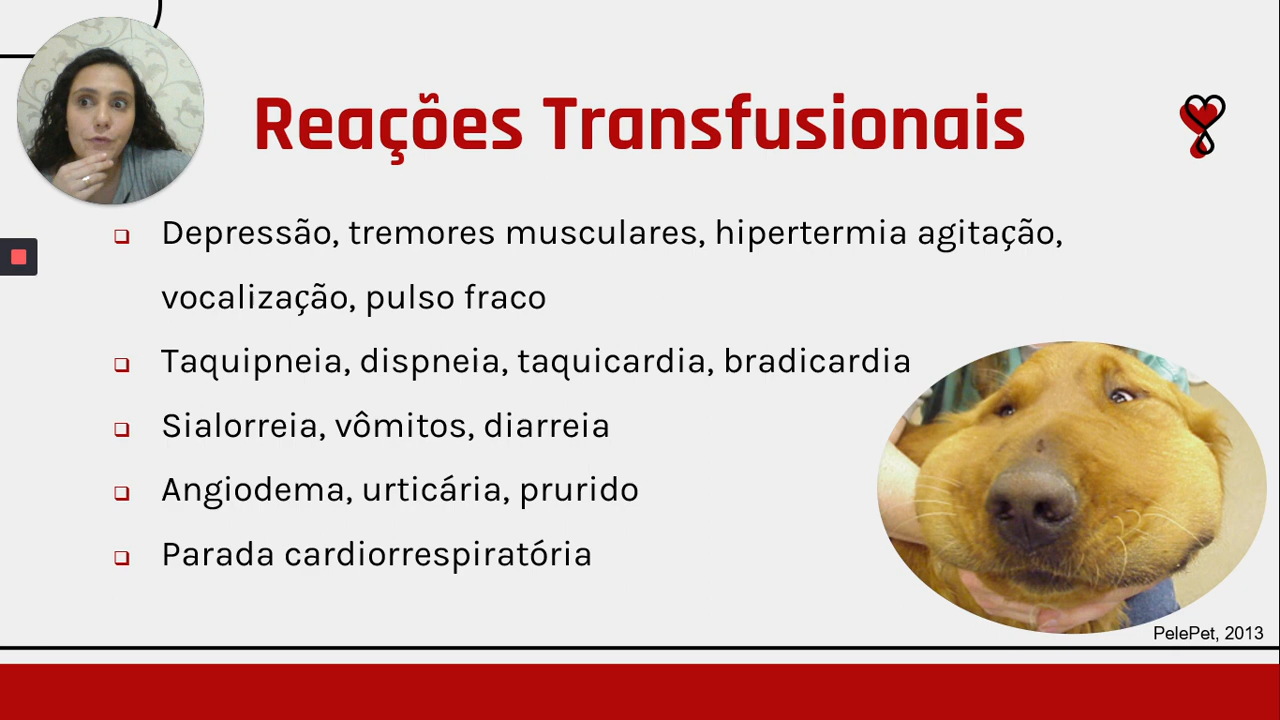 Reações Transfusionais
Depressão, tremores musculares, hipertermia agitação,
vocalização, pulso fraco
Taquipneia, dispneia, taquicardia, bradicardia
Sialorreia, vômitos, diarreia
Angiodema, urticária, prurido
Parada cardiorrespiratória
PelePet, 2013